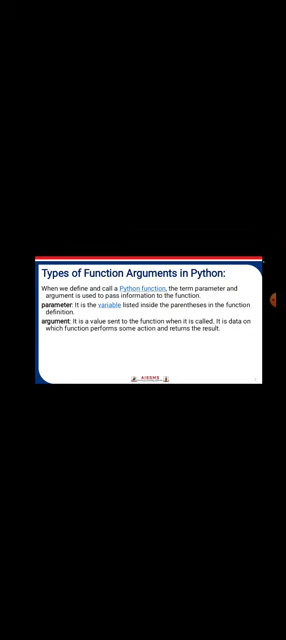 Types of Function Arguments in Python:
When we define and call a Python function, the term parameter and
argument is used to pass information to the function.
parameter: It is the variable listed inside the parentheses in the function
definition.
argument: It is a value sent to the function when it is called. It is data on
which function performs some action and returns the result.
AISSMS